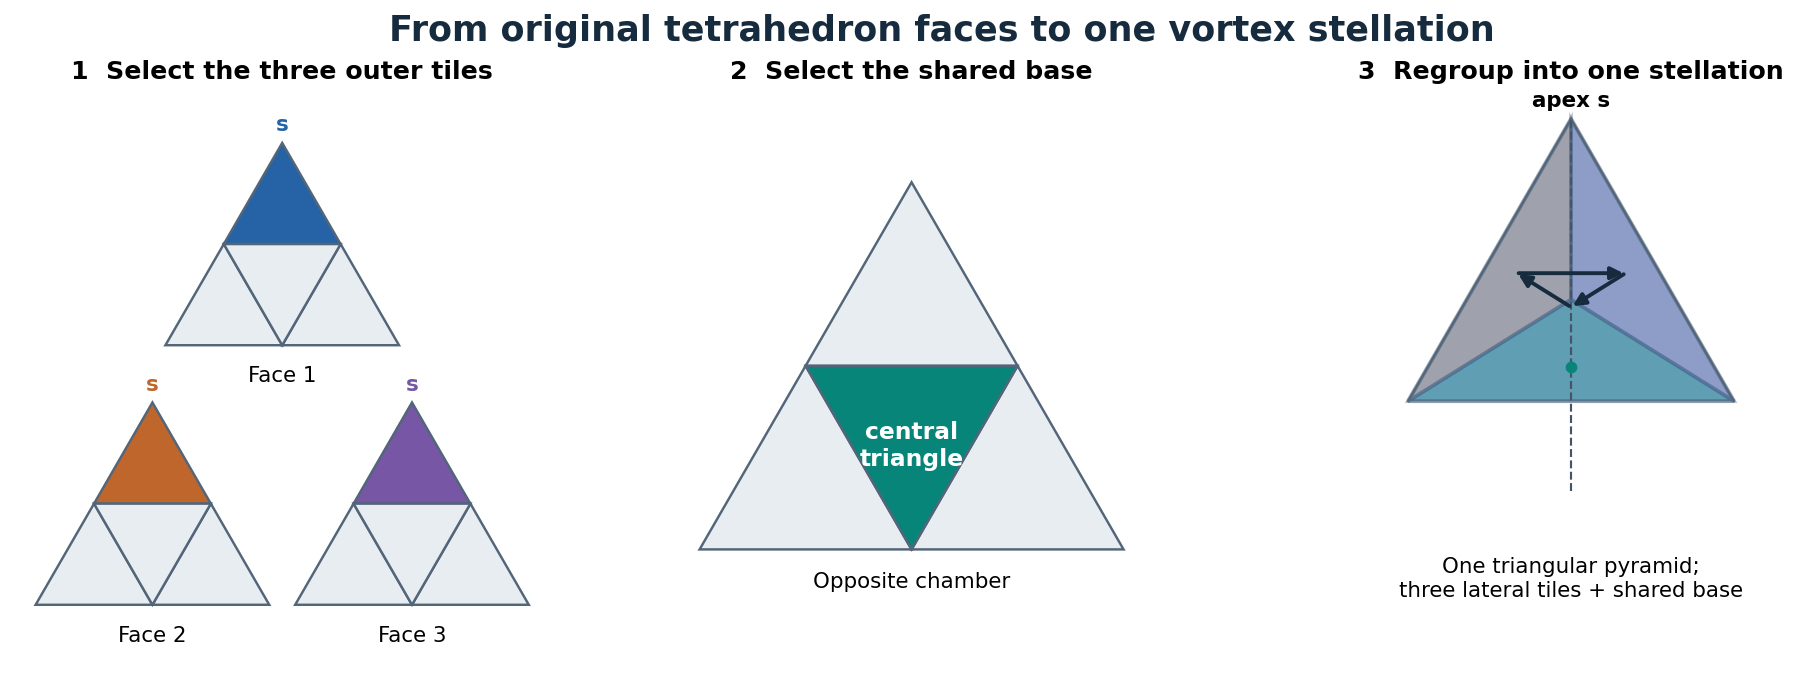 From original tetrahedron faces to one vortex stellation
1  Select the three outer tiles
s
Face 1
s
s
Face 2
Face 3
2  Select the shared base
central
triangle
Opposite chamber
3  Regroup into one stellation
apex s
One triangular pyramid;
three lateral tiles + shared base